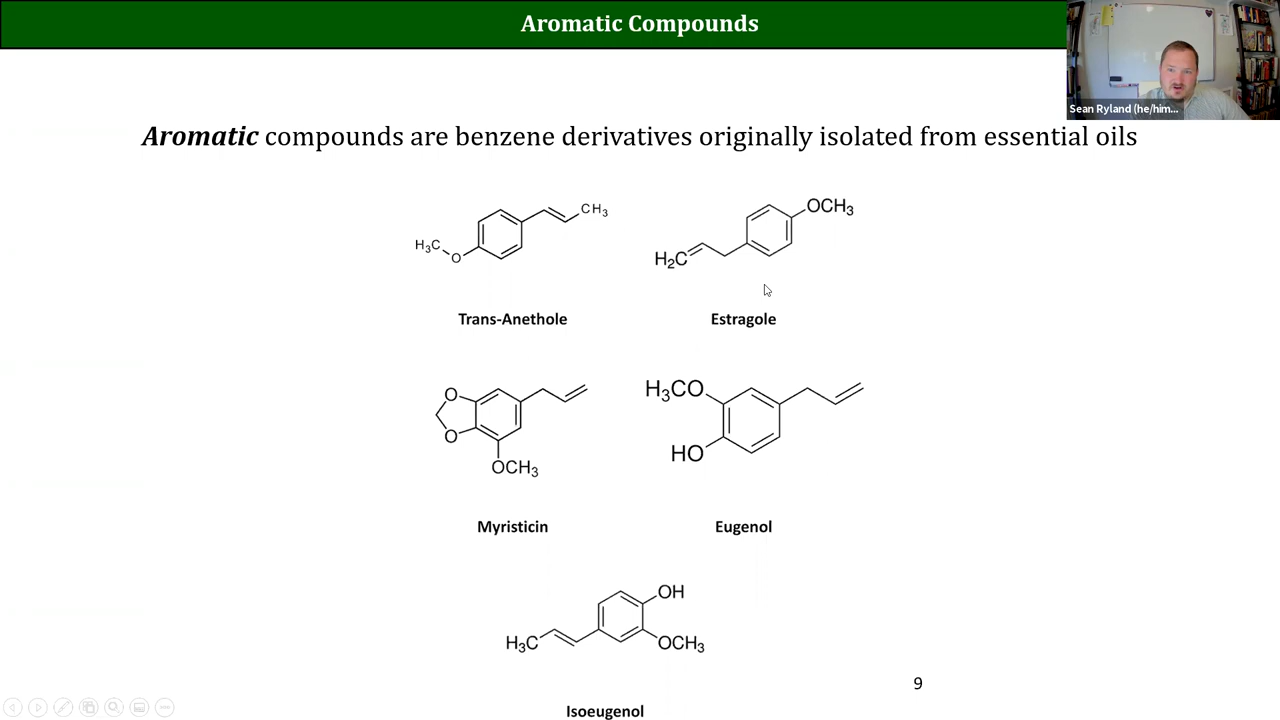 Aromatic Compounds
Sean Ryland (he/him...
Aromatic compounds are benzene derivatives originally isolated from essential oils
CH₃
H₃C
O
Trans-Anethole
OCH₃
H₂C
Estragole
O
O
OCH₃
Myristicin
H₃CO
HO
Eugenol
OH
H₃C
OCH₃
Isoeugenol
9